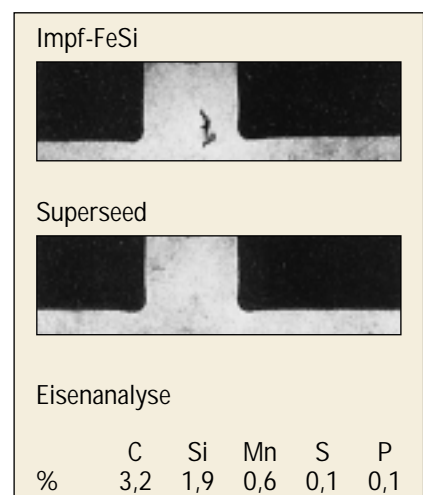 Impf-FeSi
Superseed
Eisenanalyse
C Si Mn S P
% 3,2 1,9 0,6 0,1 0,1